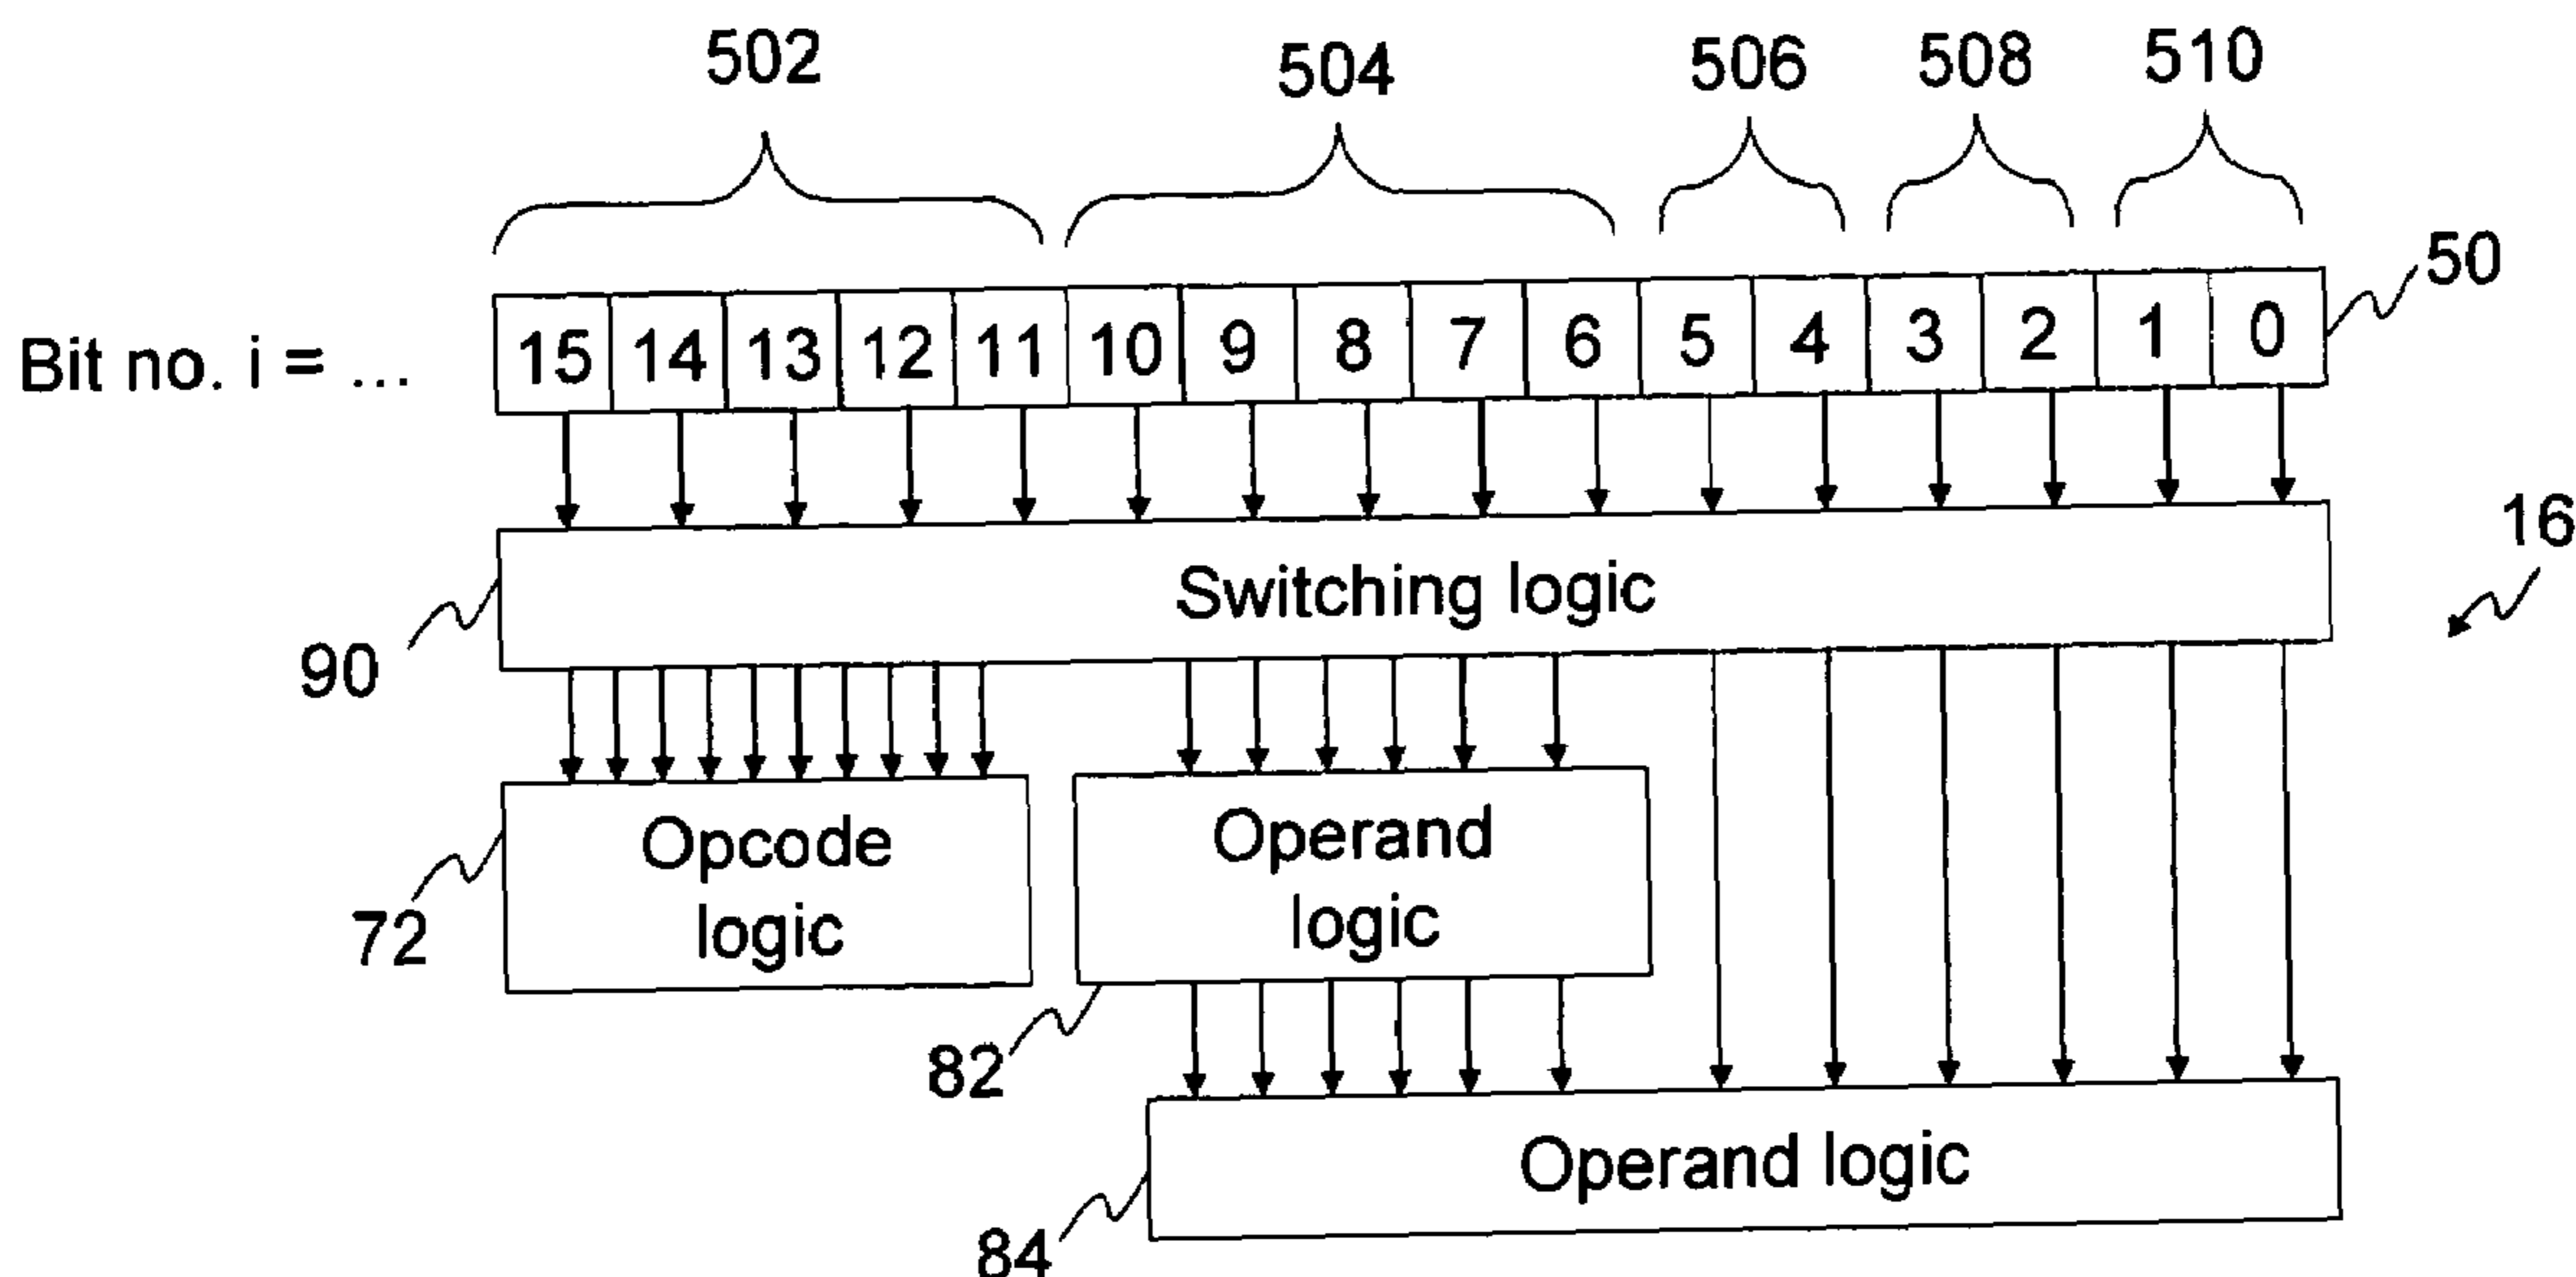 502 504 506 508 510
50
Bit no. i = ... 15 14 13 12 11 10 9 8 7 6 5 4 3 2 1 0
16
Switching logic
90
Opcode
logic
Operand
logic
72
82
Operand logic
84